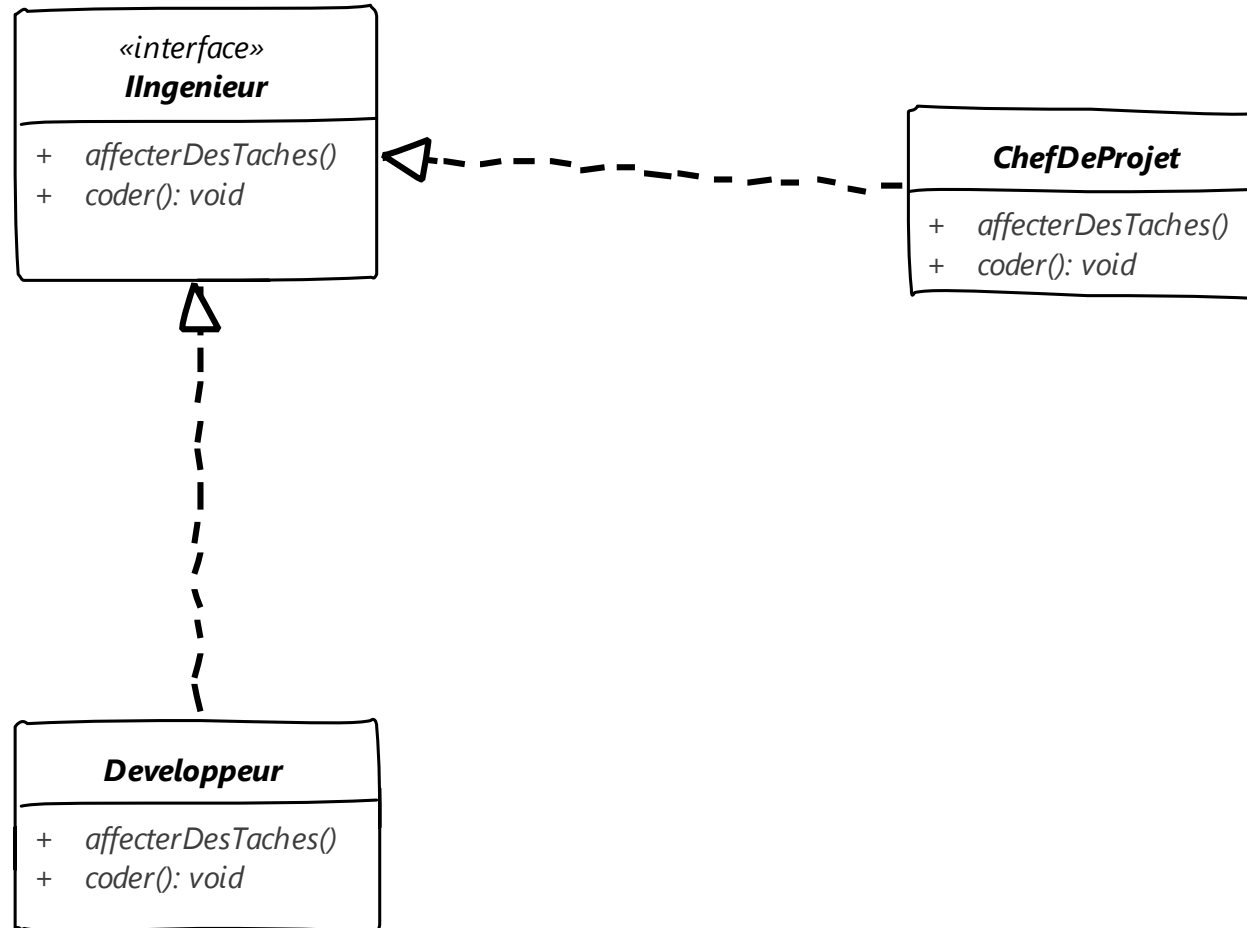 «interface»
IIngenieur
+ affecterDesTaches()
+ coder(): void
ChefDeProjet
+ affecterDesTaches()
+ coder(): void
Developpeur
+ affecterDesTaches()
+ coder(): void